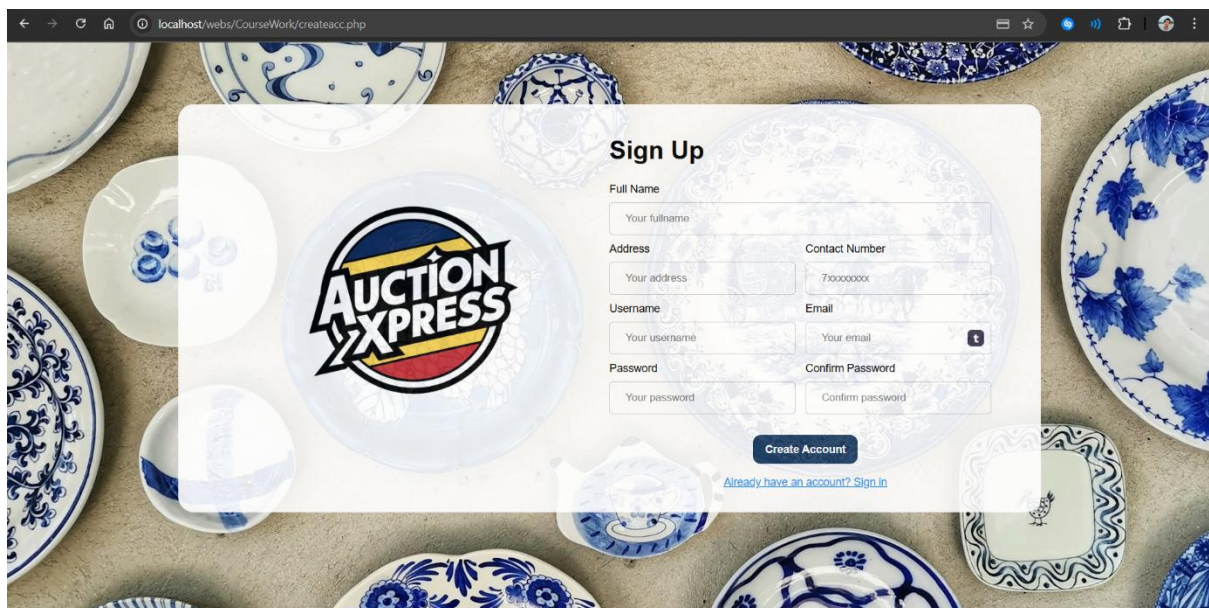 localhost/webs/CourseWork/createacc.php
AUCTION
XPRESS
Sign Up
Full Name
Your fullname
Address
Contact Number
Your address
7xxxxxxxx
Username
Email
Your username
Your email
t
Password
Confirm Password
Your password
Confirm password
Create Account
Already have an account? Sign in